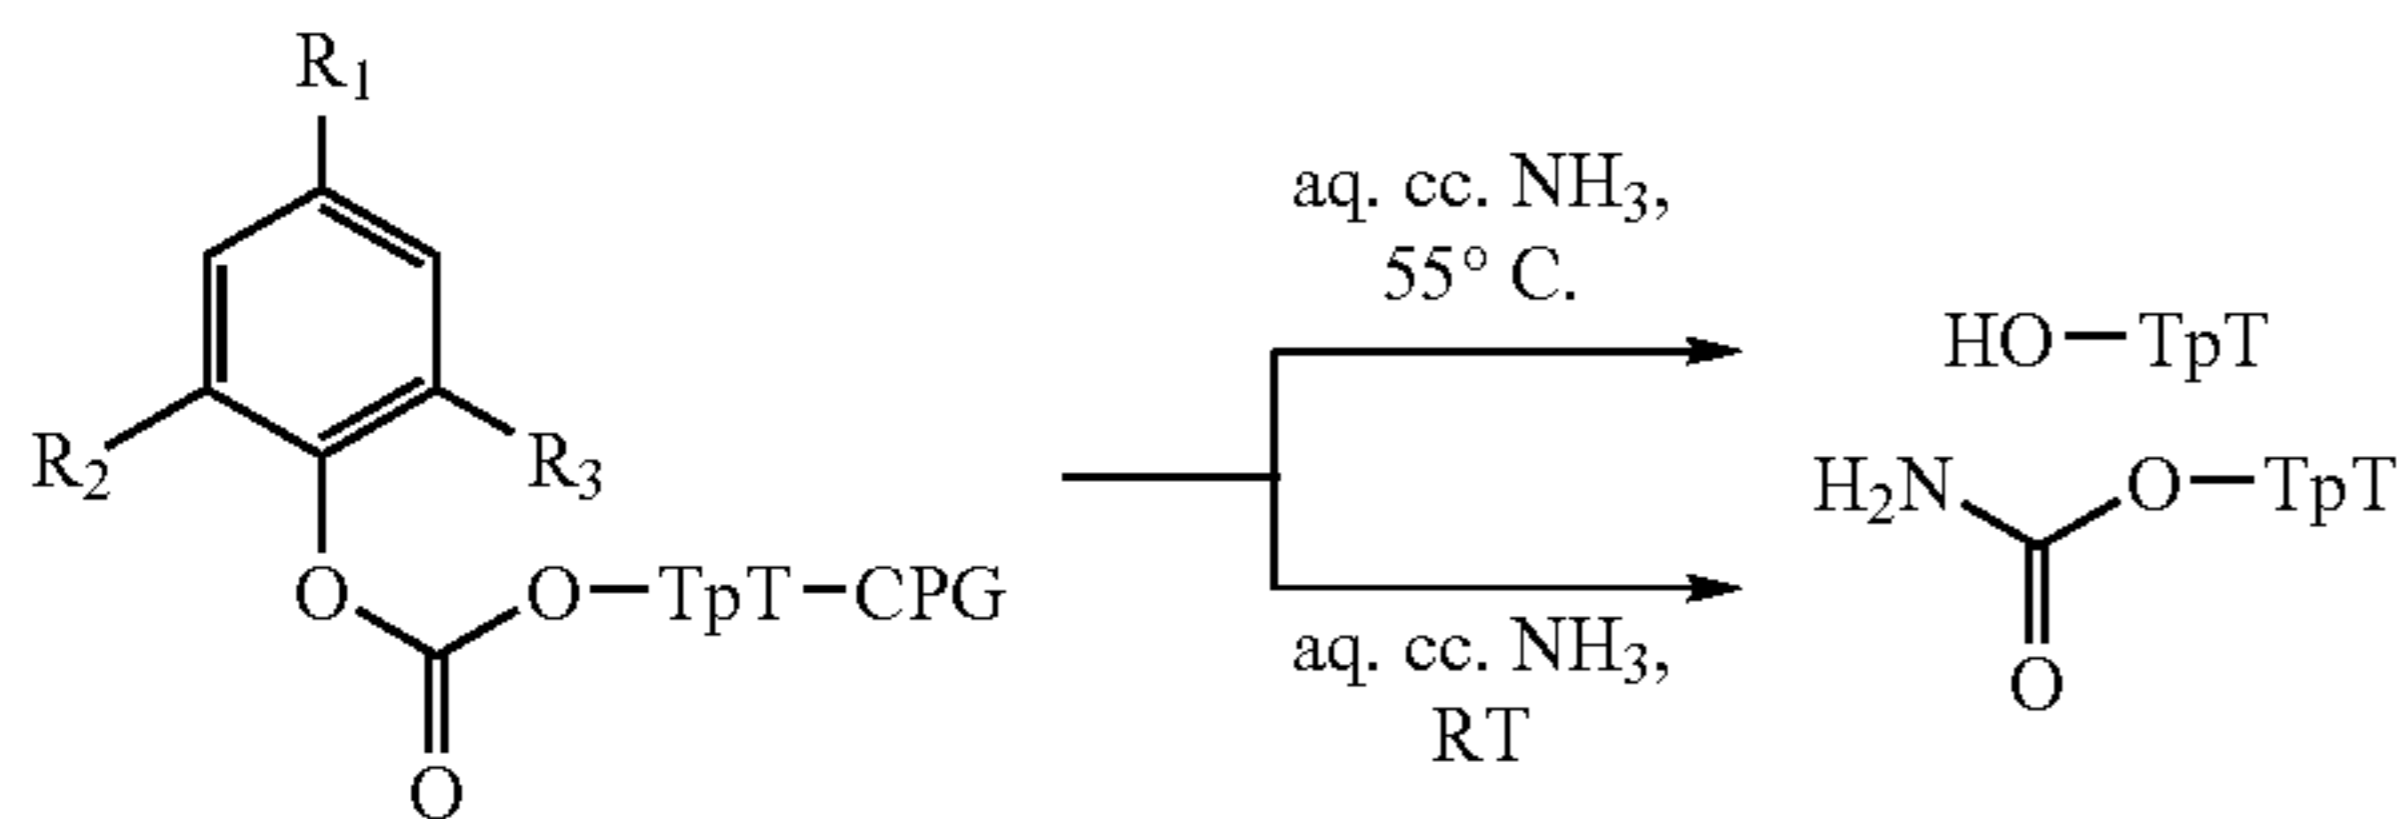 R1
aq. cc. NH3,
55° C.
HO—TpT
R2
R3
H2N
O—TpT
O
O—TpT—CPG
aq. cc. NH3,
RT
O
O